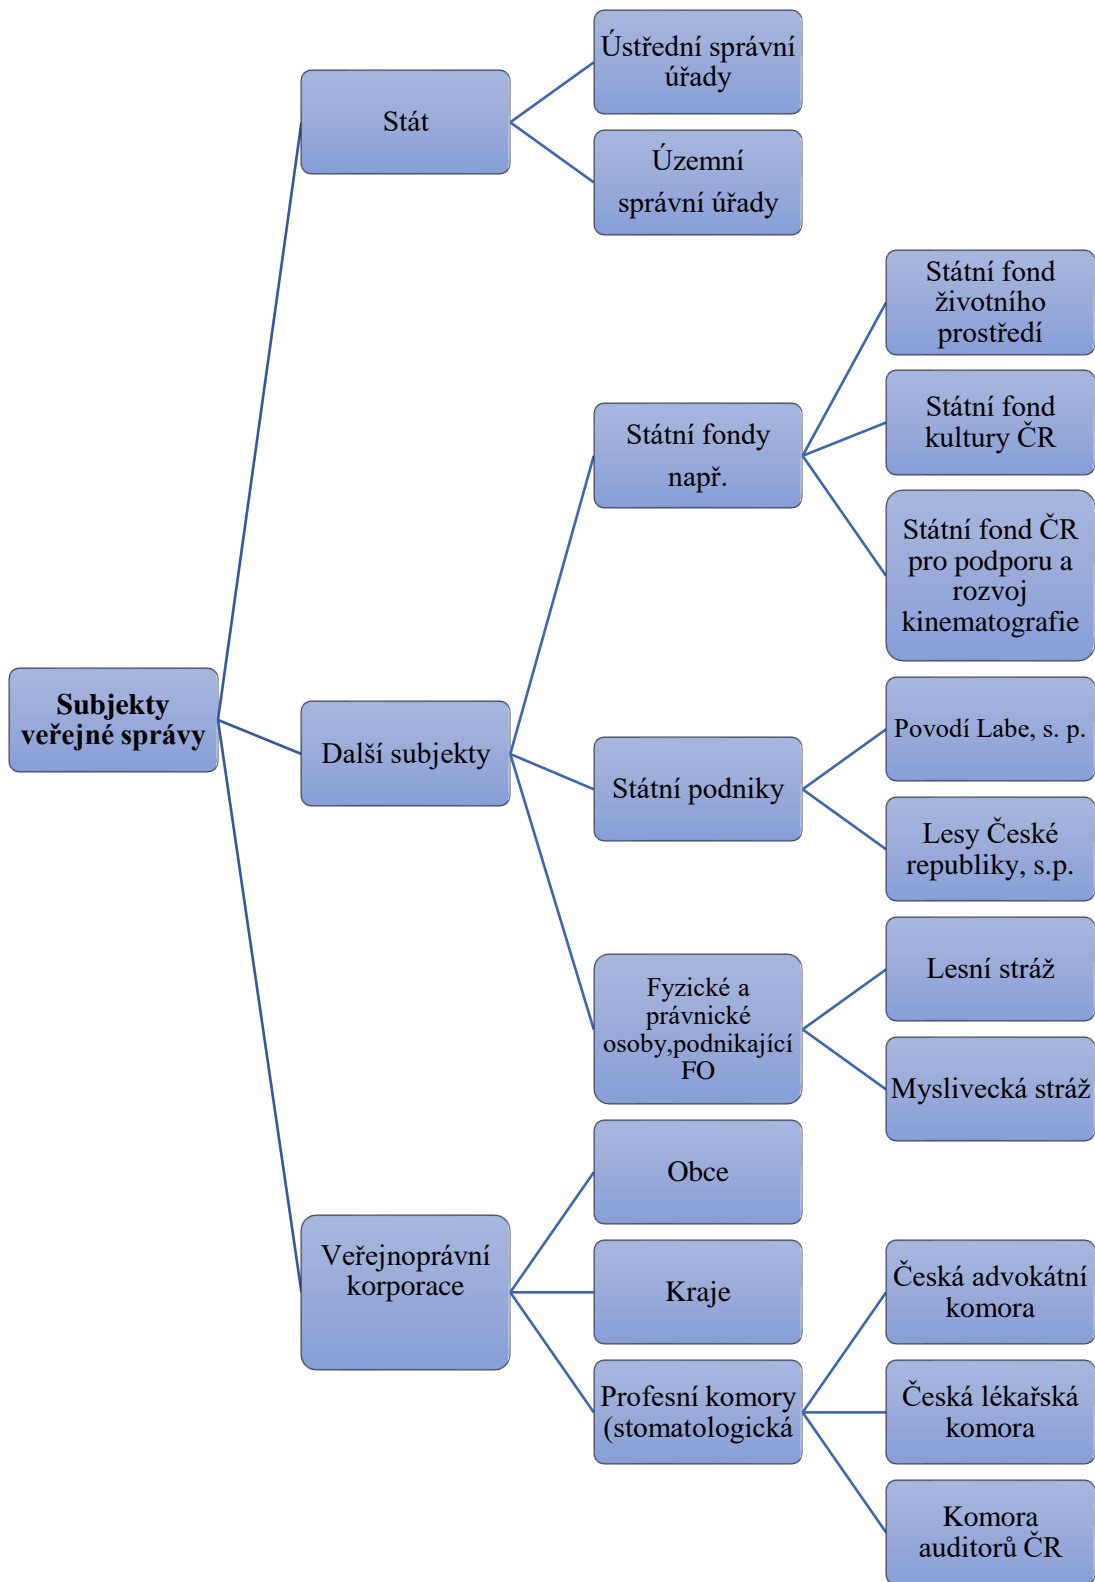 Subjekty
veřejné správy
Stát
Ústřední správní
úřady
Územní
správní úřady
Další subjekty
Státní fondy
např.
Státní fond
životního
prostředí
Státní fond
kultury ČR
Státní fond ČR
pro podporu a
rozvoj
kinematografie
Státní podniky
Povodí Labe, s. p.
Lesy České
republiky, s.p.
Fyzické a
právnické
osoby,podnikající
FO
Lesní stráž
Myslivecká stráž
Veřejnoprávní
korporace
Obce
Kraje
Profesní komory
(stomatologická
Česká advokátní
komora
Česká lékařská
komora
Komora
auditorů ČR